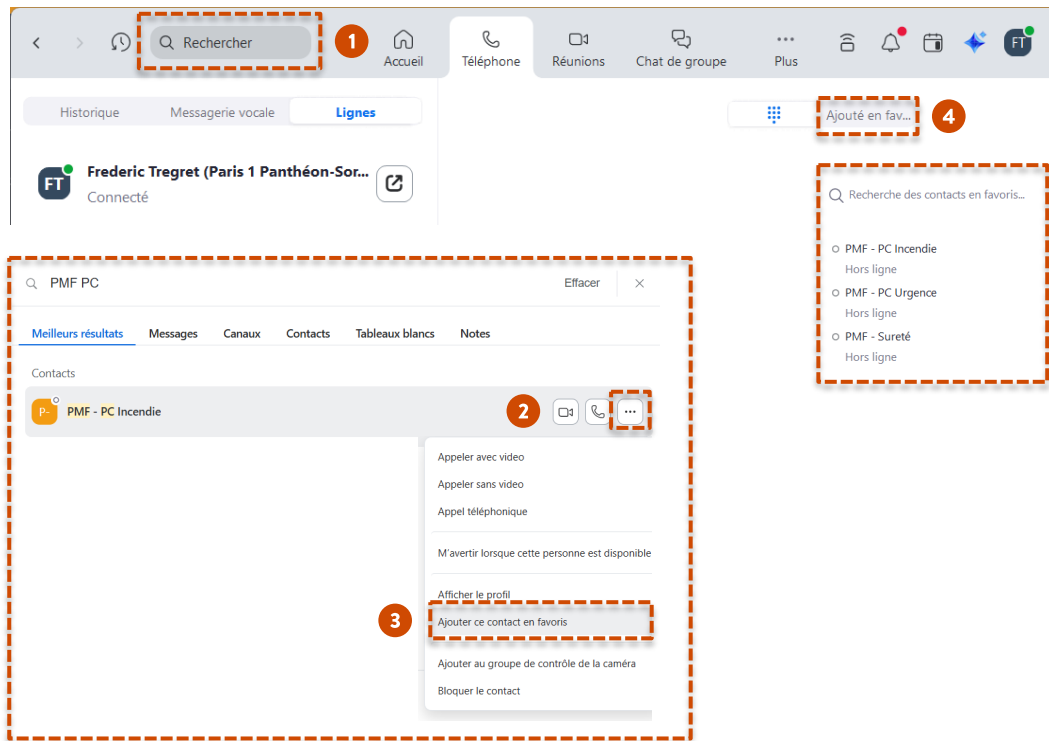 Rechercher
1
Accueil
Téléphone
Réunions
Chat de groupe
Plus
FT
Historique
Messagerie vocale
Lignes
Ajouté en fav...
4
FT
Frederic Tregret (Paris 1 Panthéon-Sor...
Connecté
Recherche des contacts en favoris...
PMF - PC Incendie
Hors ligne
PMF - PC Urgence
Hors ligne
PMF - Sureté
Hors ligne
PMF PC
Effacer
Meilleurs résultats
Messages
Canaux
Contacts
Tableaux blancs
Notes
Contacts
P-
PMF - PC Incendie
2
Appeler avec video
Appeler sans video
Appel téléphonique
M'avertir lorsque cette personne est disponible
Afficher le profil
3
Ajouter ce contact en favoris
Ajouter au groupe de contrôle de la caméra
Bloquer le contact